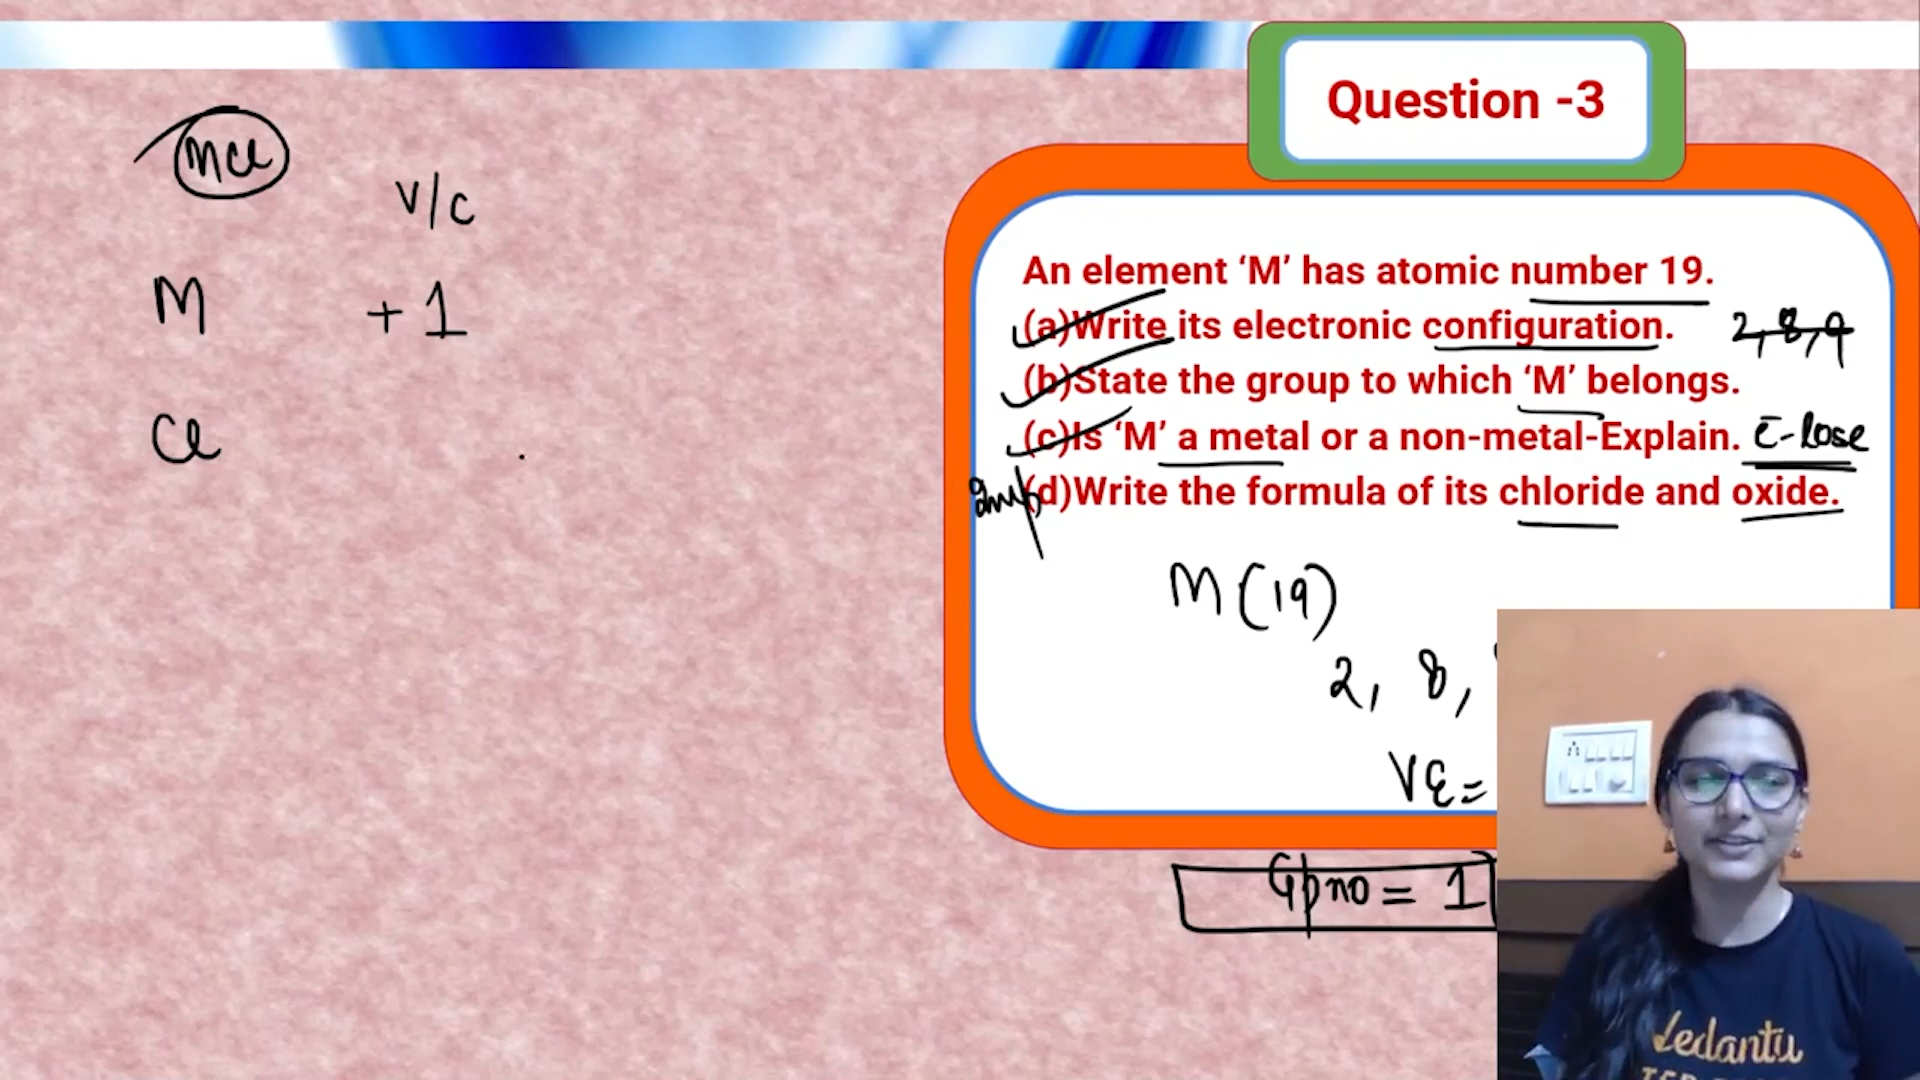 Question -3
MCl
V/C
M +1
Cl
An element ‘M’ has atomic number 19.
(a)Write its electronic configuration. 2, 8, 9
(b)State the group to which ‘M’ belongs.
(c)Is ‘M’ a metal or a non-metal-Explain. e-lose
(d)Write the formula of its chloride and oxide.
M (19)
2, 8,
VE=
Gp no = 1
Vedantu